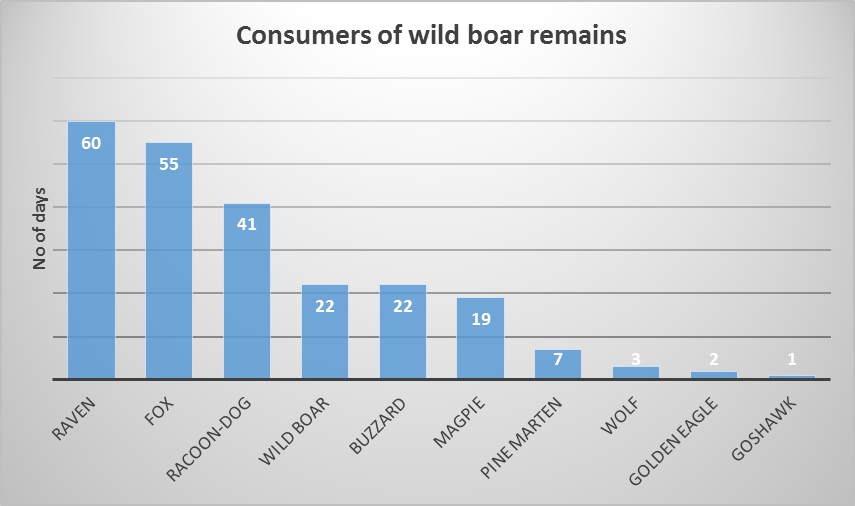 Consumers of wild boar remains
No of days
60
55
41
22
22
19
7
3
2
1
RAVEN
FOX
RACOON-DOG
WILD BOAR
BUZZARD
MAGPIE
PINE MARTEN
WOLF
GOLDEN EAGLE
GOSHAWK